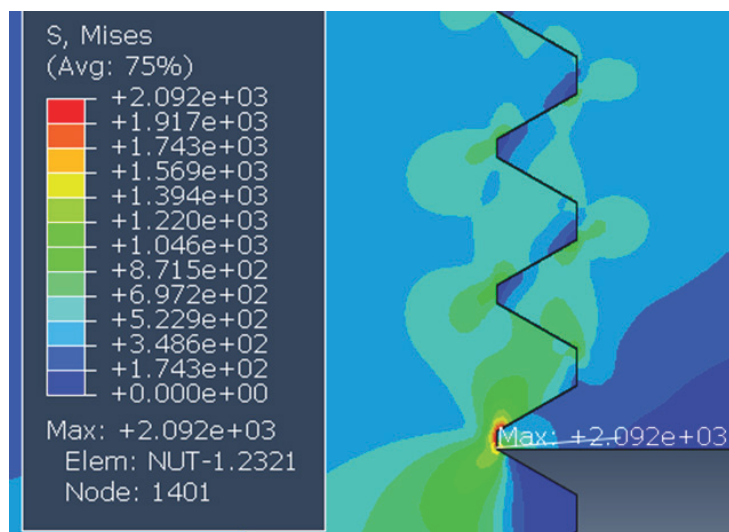 S, Mises
(Avg: 75%)
+2.092e+03
+1.917e+03
+1.743e+03
+1.569e+03
+1.394e+03
+1.220e+03
+1.046e+03
+8.715e+02
+6.972e+02
+5.229e+02
+3.486e+02
+1.743e+02
+0.000e+00
Max: +2.092e+03
Elem: NUT-1.2321
Node: 1401
Max: +2.092e+03